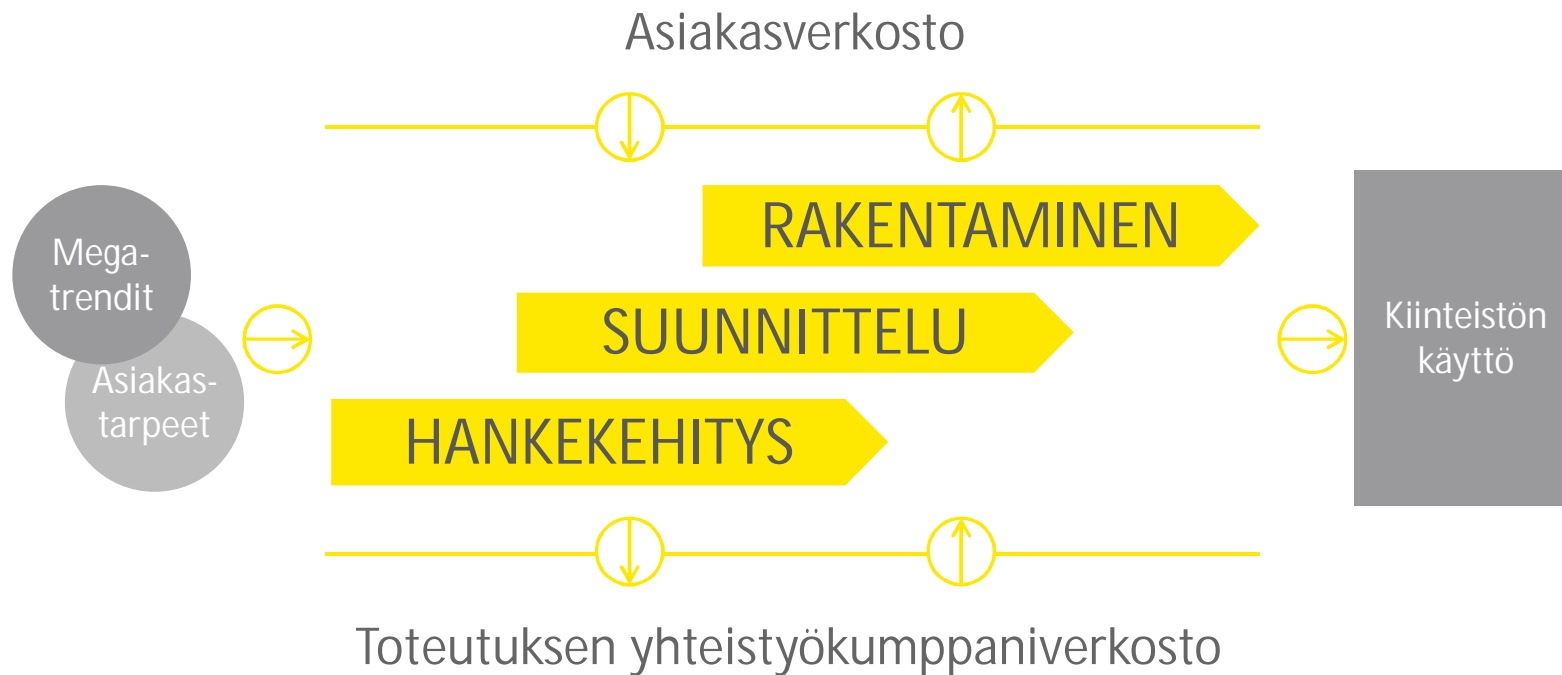 Asiakasverkosto
RAKENTAMINEN
Mega-
trendit
SUUNNITTELU
Kiinteistön
käyttö
Asiakas-
tarpeet
HANKEKEHITYS
Toteutuksen yhteistyökumppaniverkosto